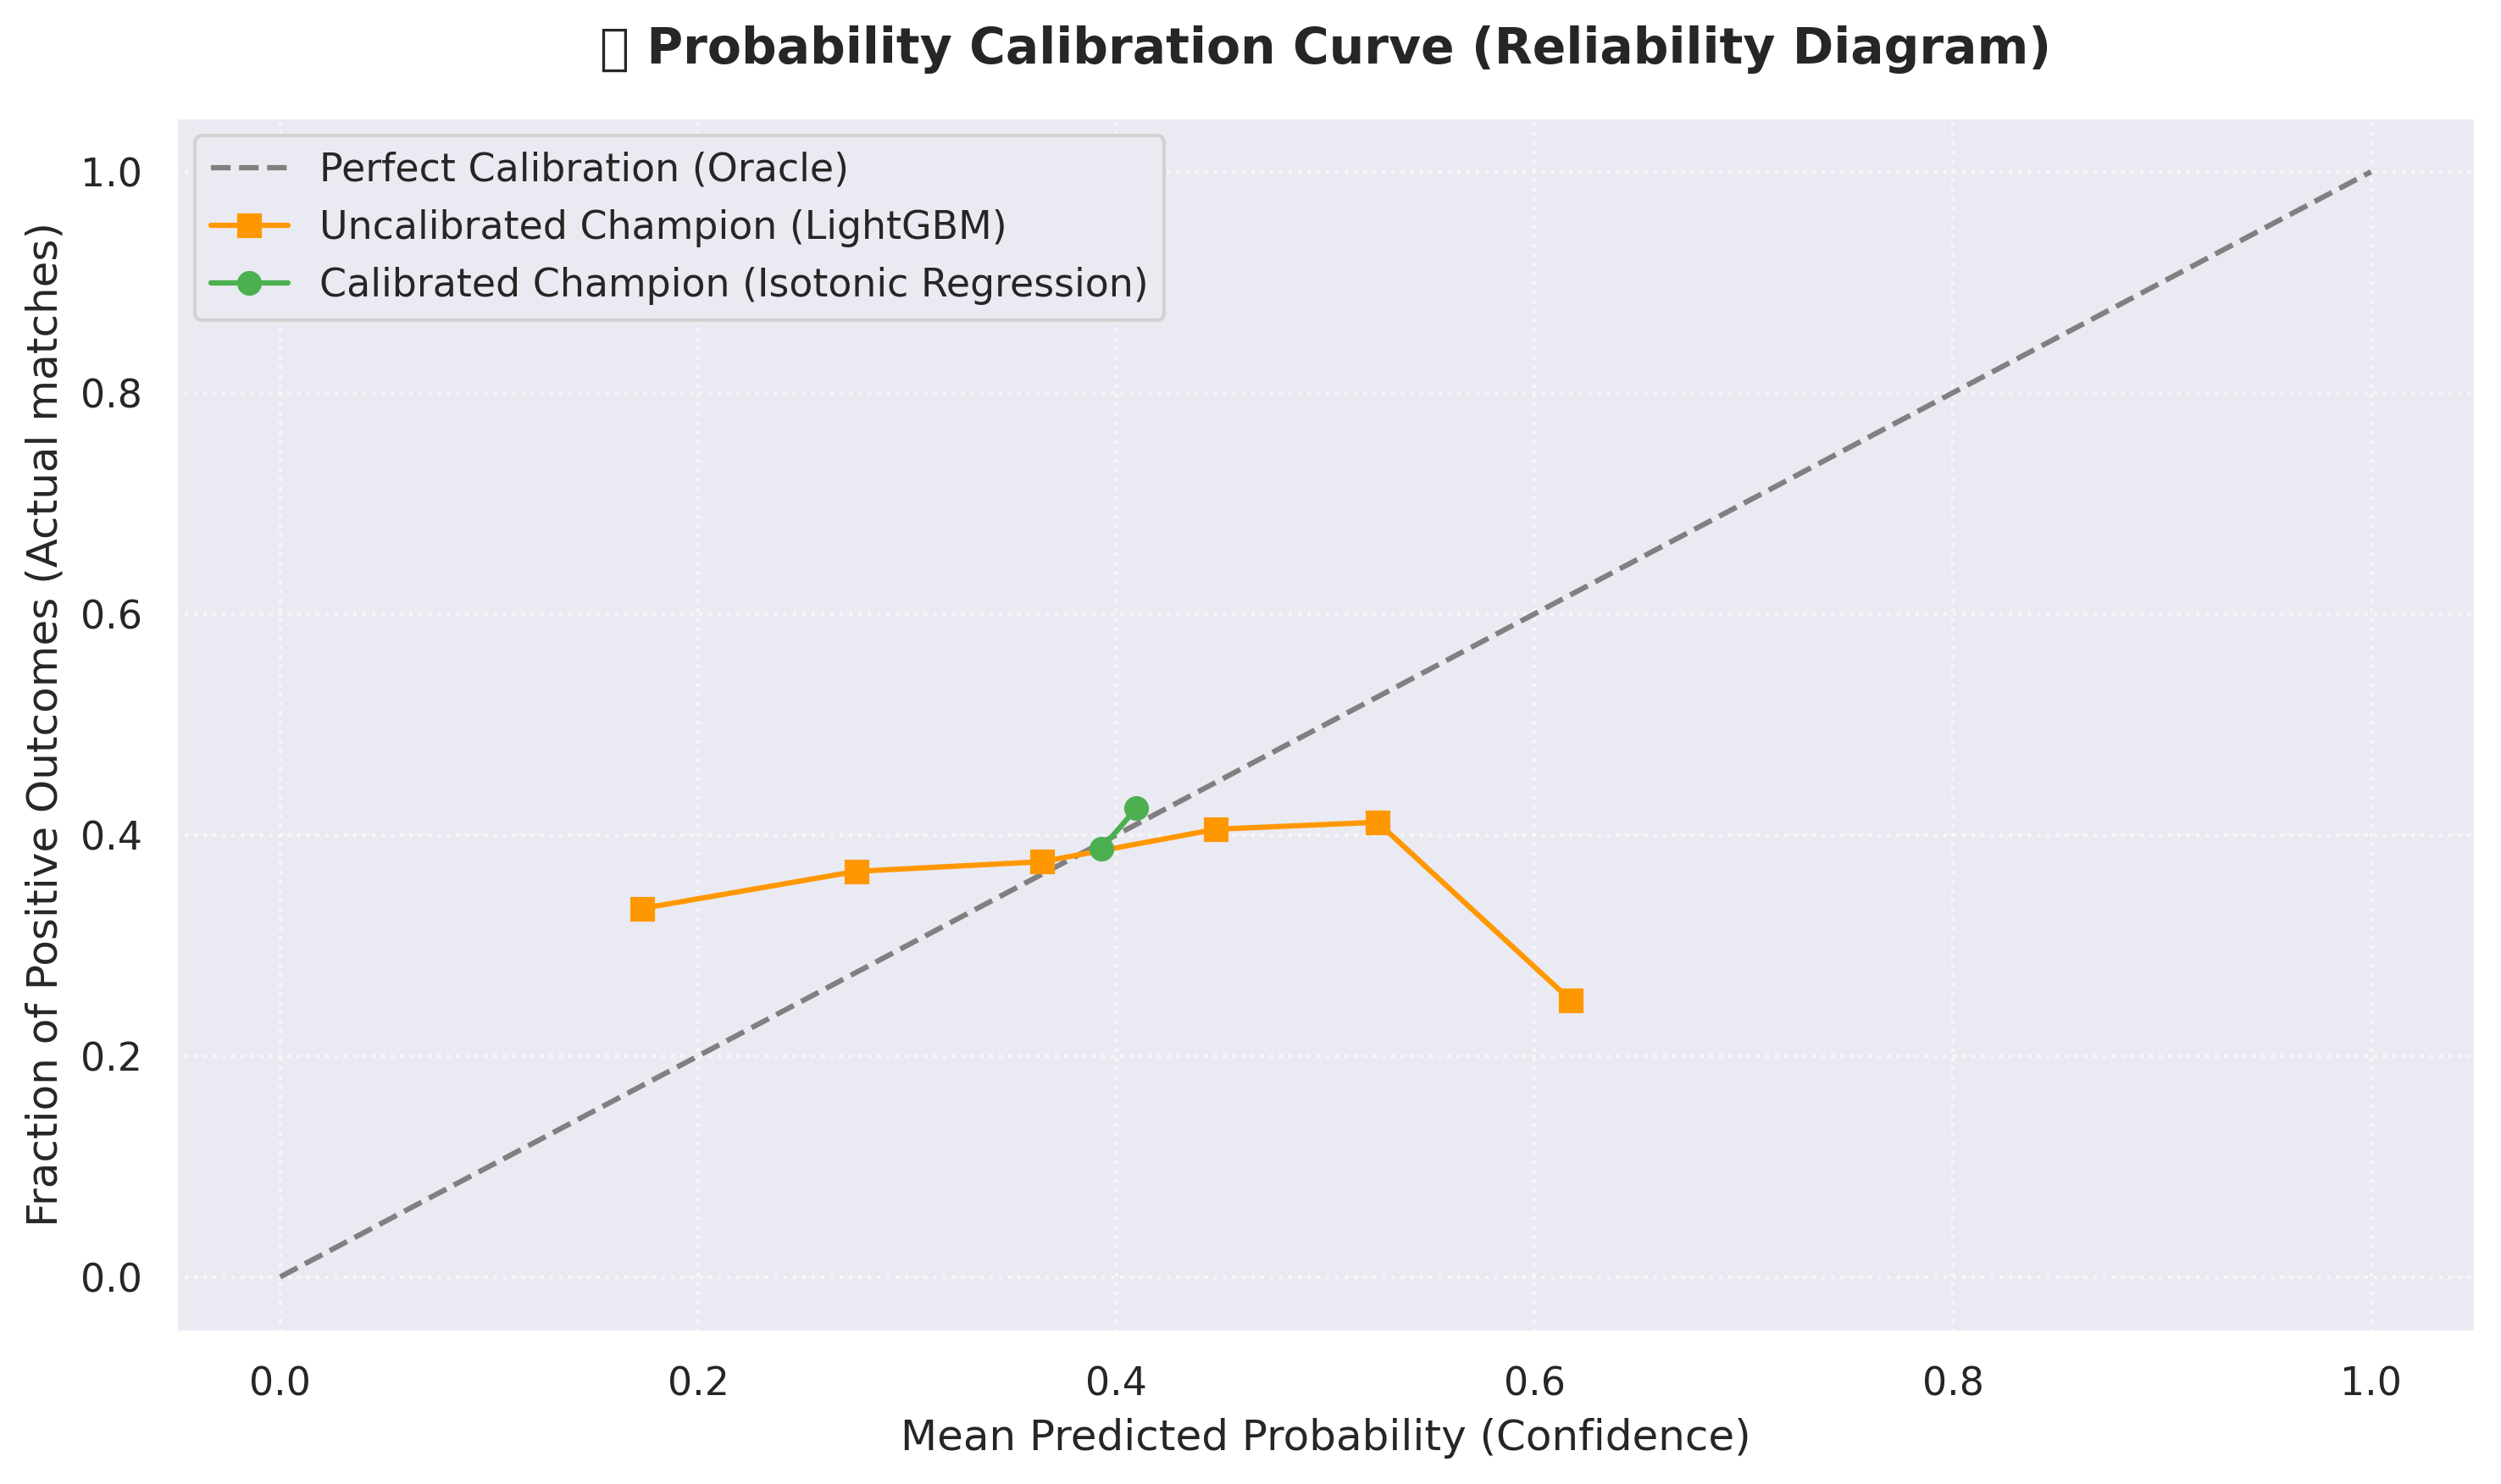 Probability Calibration Curve (Reliability Diagram)
Perfect Calibration (Oracle)
Uncalibrated Champion (LightGBM)
Calibrated Champion (Isotonic Regression)
Fraction of Positive Outcomes (Actual matches)
1.0
0.8
0.6
0.4
0.2
0.0
0.0 0.2 0.4 0.6 0.8 1.0
Mean Predicted Probability (Confidence)